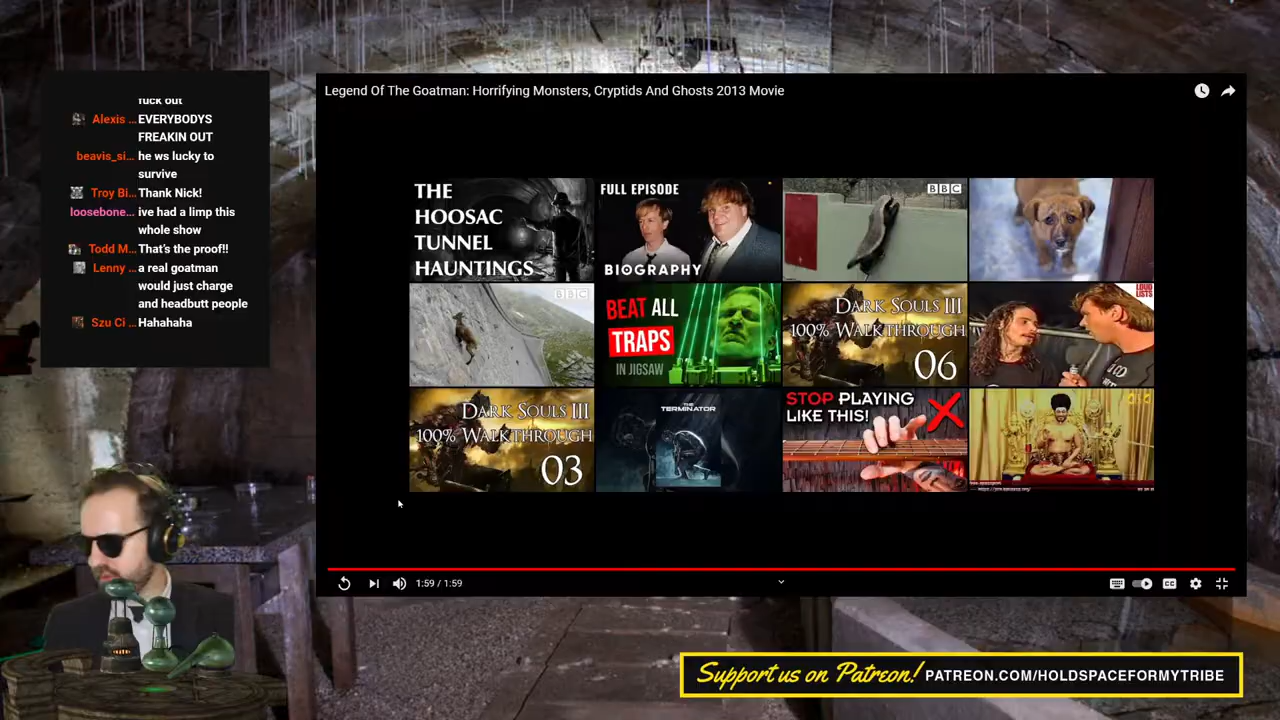 fuck out
Alexis ... EVERYBODYS
FREAKIN OUT
beavis_si... he ws lucky to
survive
Troy Bi... Thank Nick!
loosebone... ive had a limp this
whole show
Todd M... That's the proof!!
Lenny ... a real goatman
would just charge
and headbutt people
Szu Ci ... Hahahaha
Legend Of The Goatman: Horrifying Monsters, Cryptids And Ghosts 2013 Movie
THE
HOOSAC
TUNNEL
HAUNTINGS
FULL EPISODE
BIOGRAPHY
BBC
BBC
BEAT ALL
TRAPS
IN JIGSAW
DARK SOULS III
100% WALKTHROUGH
06
LOUD
LISTS
DARK SOULS III
100% WALKTHROUGH
03
THE
TERMINATOR
STOP PLAYING
LIKE THIS!
1:59 / 1:59
CC
Support us on Patreon! PATREON.COM/HOLDSPACEFORMYTRIBE